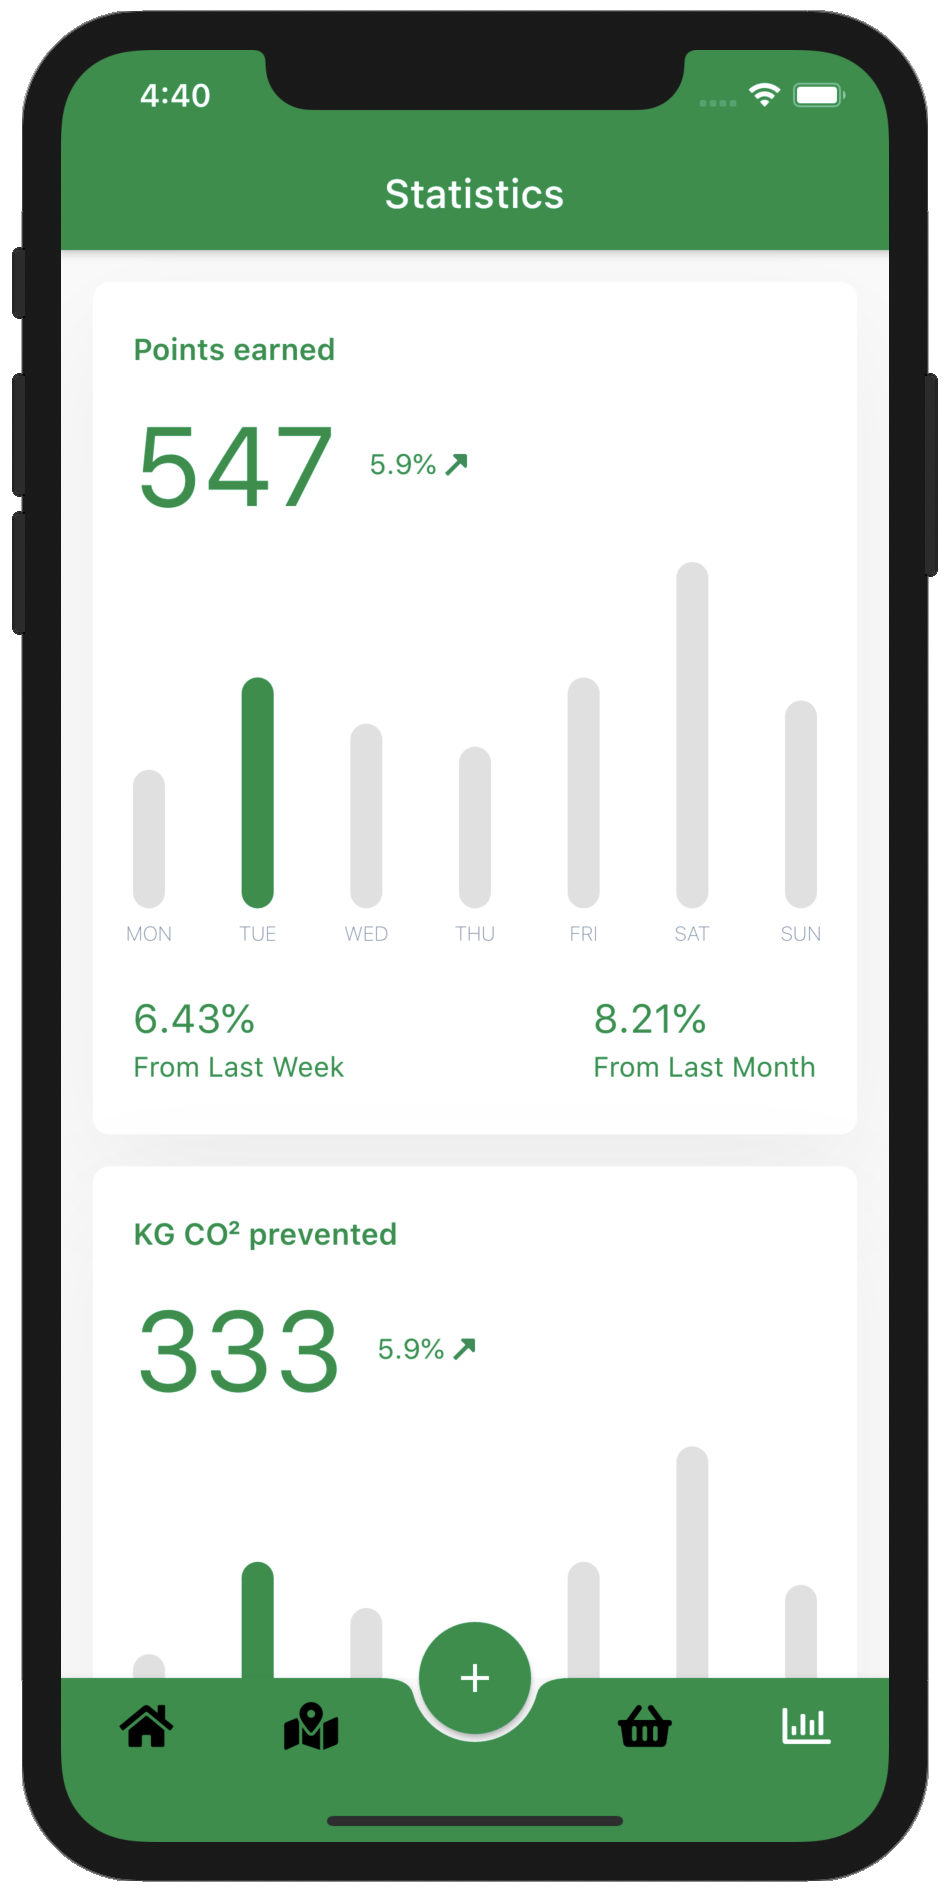 4:40
Statistics
Points earned
547 5.9%
MON TUE WED THU FRI SAT SUN
6.43% 8.21%
From Last Week From Last Month
KG CO² prevented
333 5.9%
+